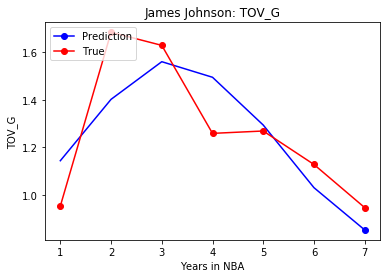 James Johnson: TOV_G
Prediction
True
1.6
1.4
1.2
1.0
TOV_G
1 2 3 4 5 6 7
Years in NBA